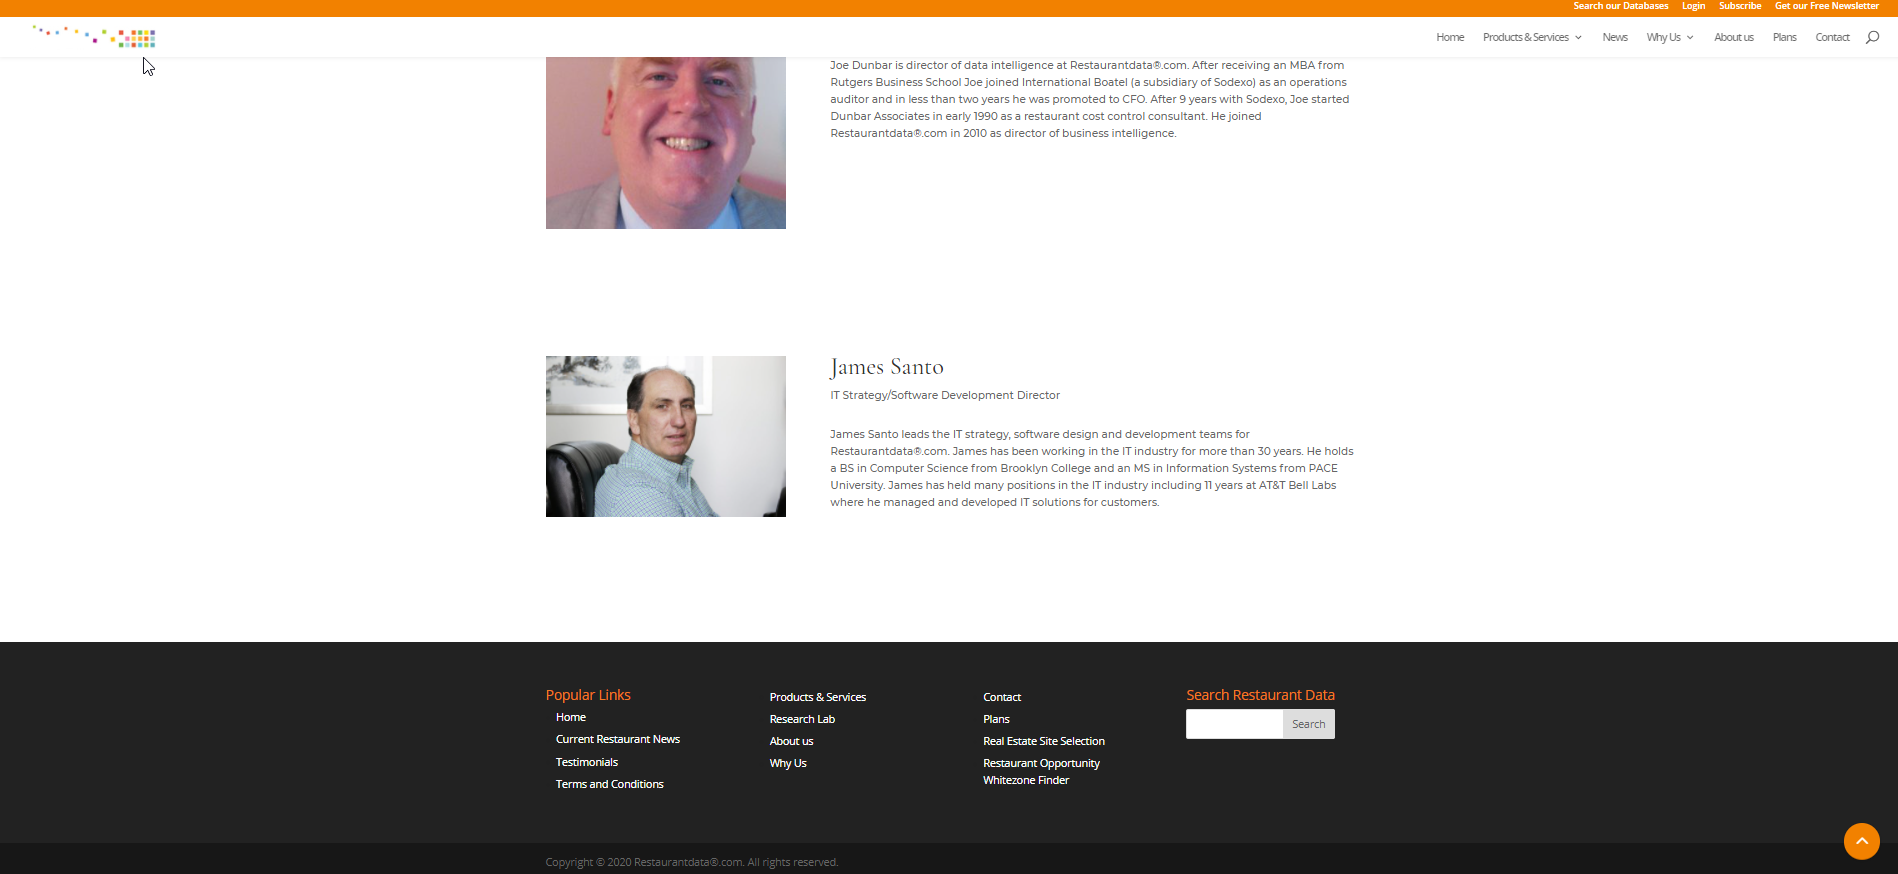 Search our Databases Login Subscribe Get our Free Newsletter
Home Products & Services News Why Us About us Plans Contact
Joe Dunbar is director of data intelligence at Restaurantdata®.com. After receiving an MBA from
Rutgers Business School Joe joined International Boatel (a subsidiary of Sodexo) as an operations
auditor and in less than two years he was promoted to CFO. After 9 years with Sodexo, Joe started
Dunbar Associates in early 1990 as a restaurant cost control consultant. He joined
Restaurantdata®.com in 2010 as director of business intelligence.
James Santo
IT Strategy/Software Development Director
James Santo leads the IT strategy, software design and development teams for
Restaurantdata®.com. James has been working in the IT industry for more than 30 years. He holds
a BS in Computer Science from Brooklyn College and an MS in Information Systems from PACE
University. James has held many positions in the IT industry including 11 years at AT&T Bell Labs
where he managed and developed IT solutions for customers.
Popular Links
Home
Current Restaurant News
Testimonials
Terms and Conditions
Products & Services
Research Lab
About us
Why Us
Contact
Plans
Real Estate Site Selection
Restaurant Opportunity
Whitezone Finder
Search Restaurant Data
Search
Copyright © 2020 Restaurantdata®.com. All rights reserved.